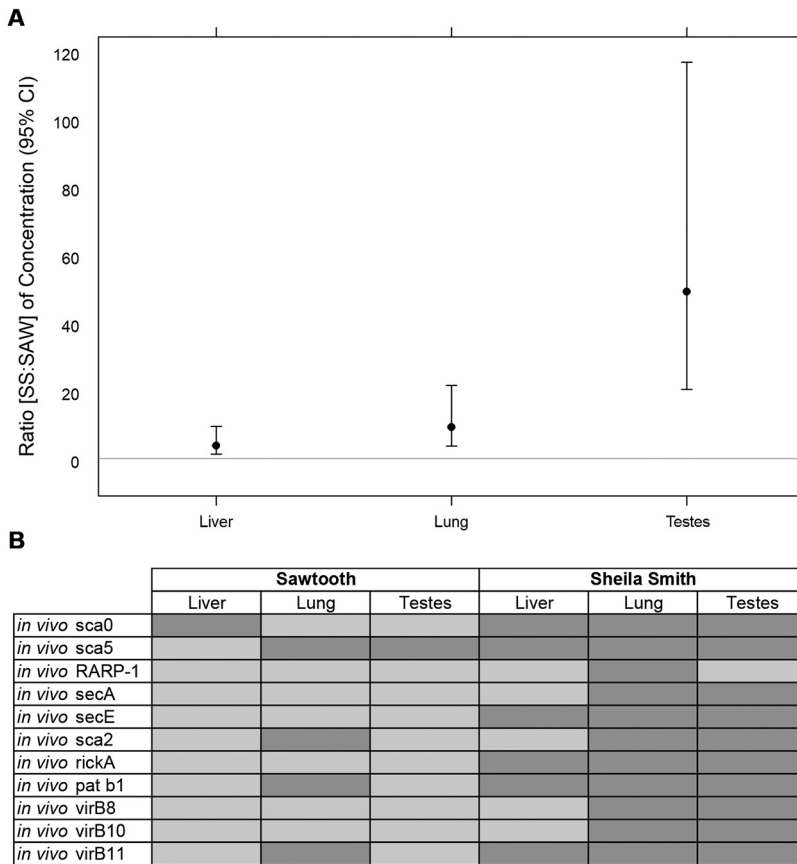 A
Ratio [SS:SAW] of Concentration (95% CI)
120
100
80
60
40
20
0
Liver Lung Testes
B
Sawtooth Sheila Smith
Liver Lung Testes Liver Lung Testes
in vivo sca0
in vivo sca5
in vivo RARP-1
in vivo secA
in vivo secE
in vivo sca2
in vivo rickA
in vivo pat b1
in vivo virB8
in vivo virB10
in vivo virB11